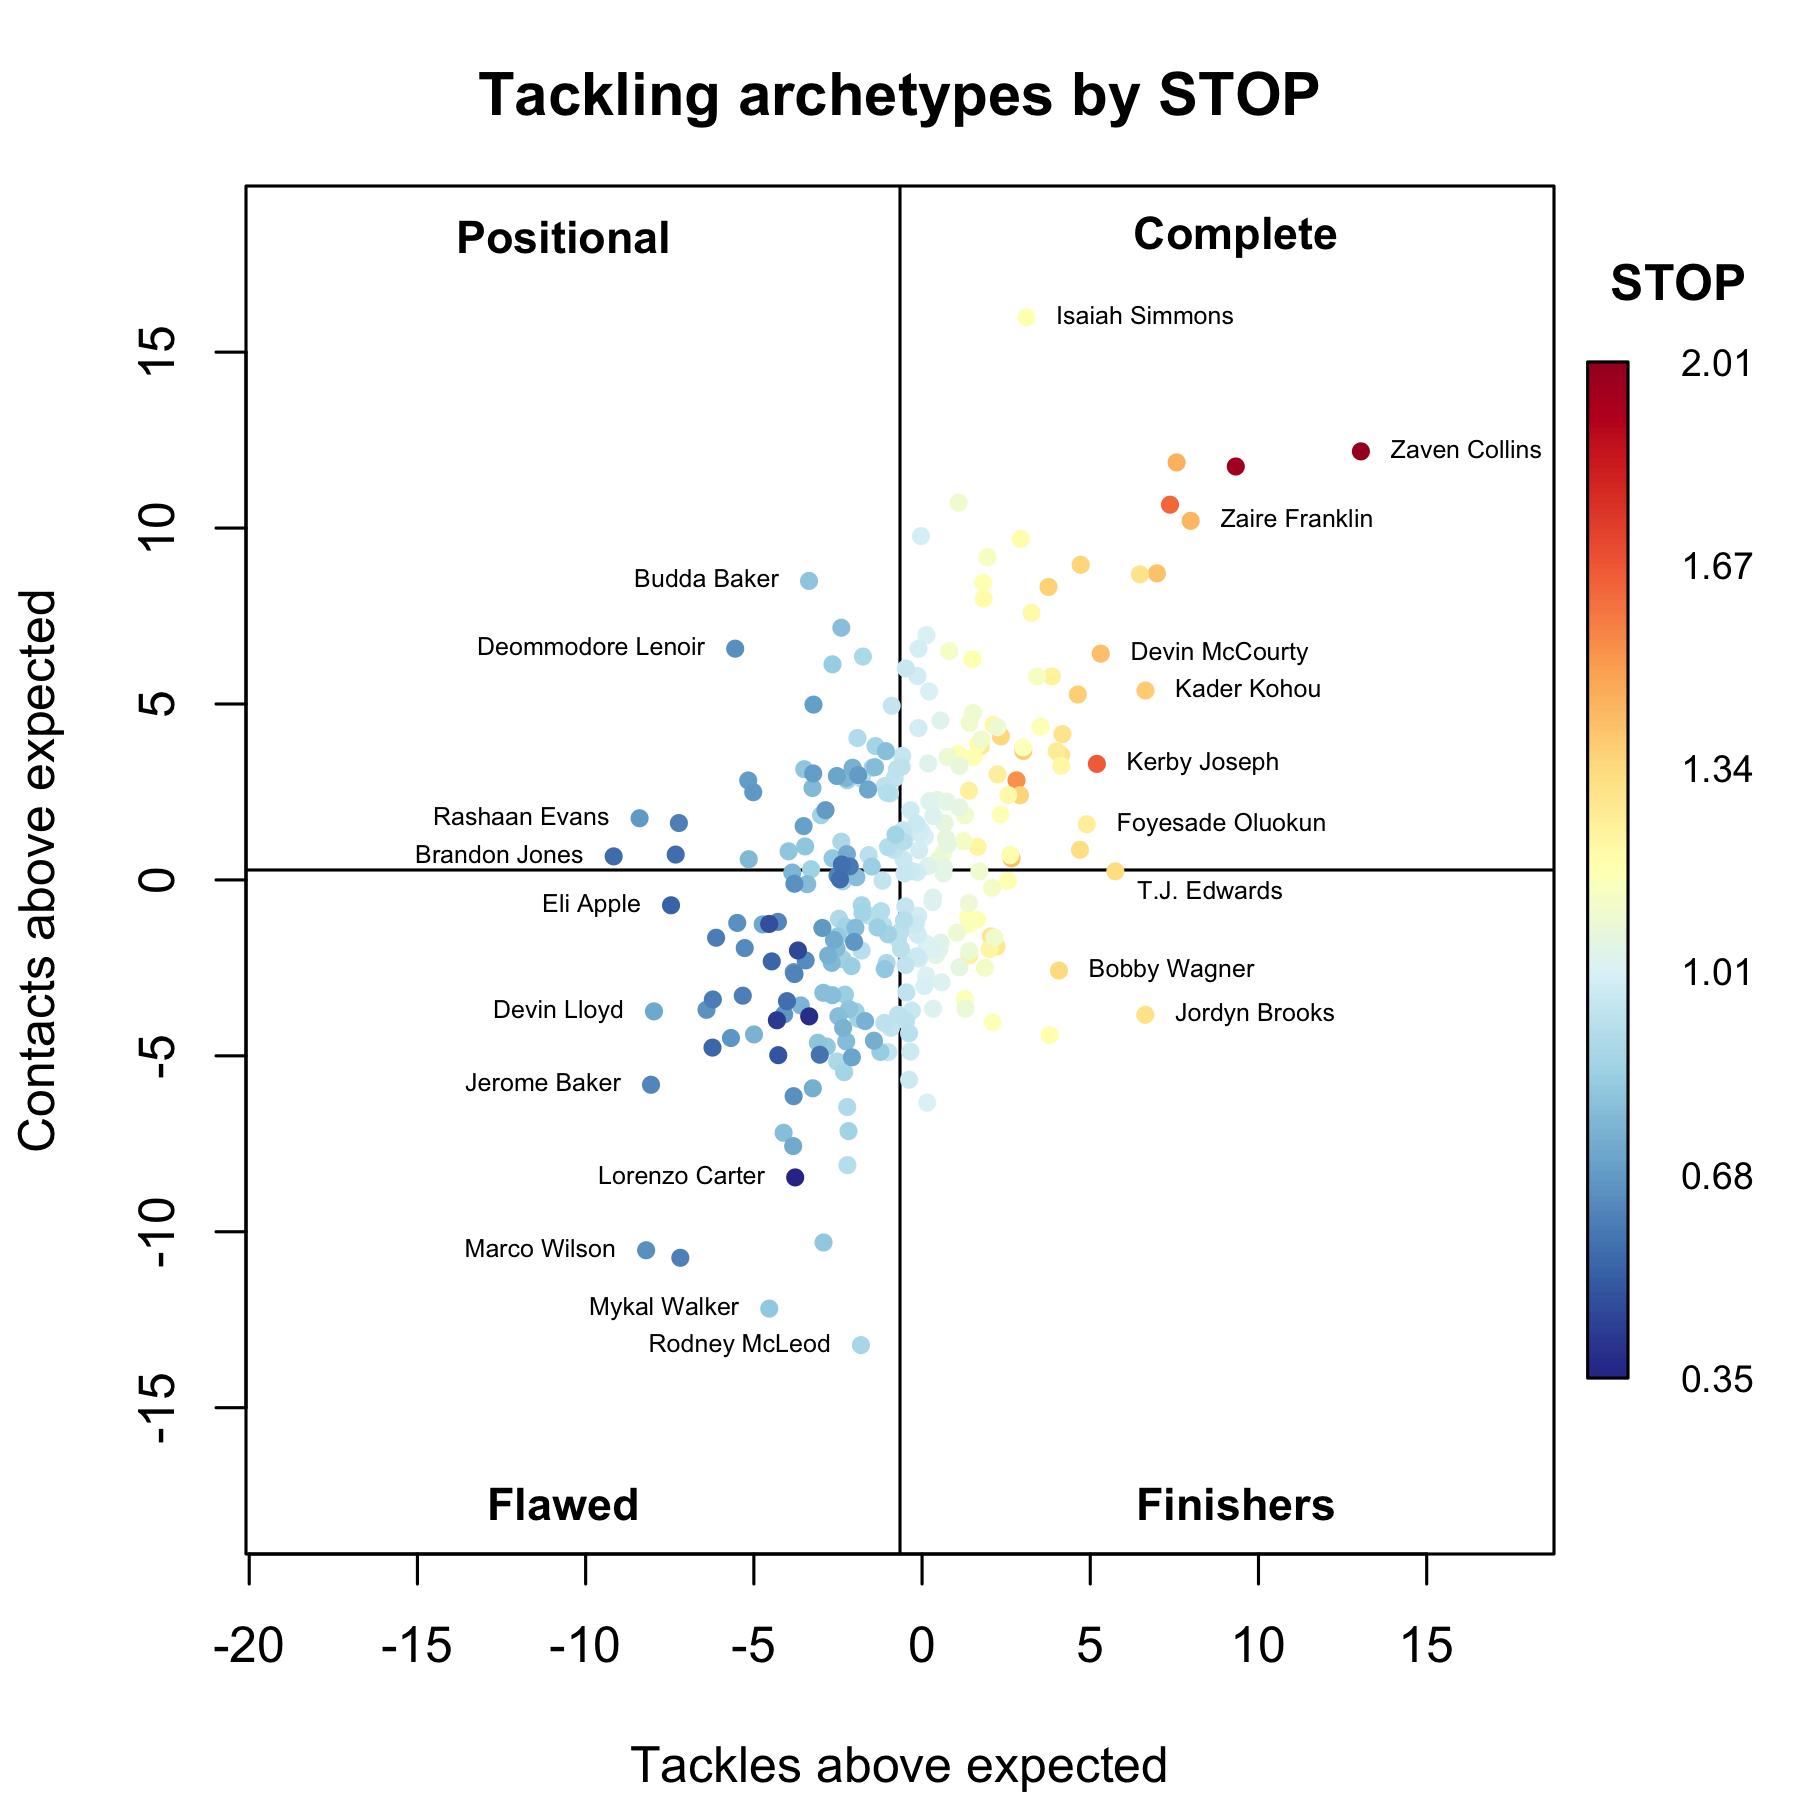 Tackling archetypes by STOP
Positional
Complete
STOP
Isaiah Simmons
Zaven Collins
Zaire Franklin
Budda Baker
Deommodore Lenoir
Devin McCourty
Kader Kohou
Kerby Joseph
Rashaan Evans
Foyesade Oluokun
Brandon Jones
T.J. Edwards
Eli Apple
Bobby Wagner
Devin Lloyd
Jordyn Brooks
Jerome Baker
Lorenzo Carter
Marco Wilson
Mykal Walker
Rodney McLeod
Flawed
Finishers
2.01
1.67
1.34
1.01
0.68
0.35
Contacts above expected
15
10
5
0
-5
-10
-15
-20
-15
-10
-5
0
5
10
15
Tackles above expected